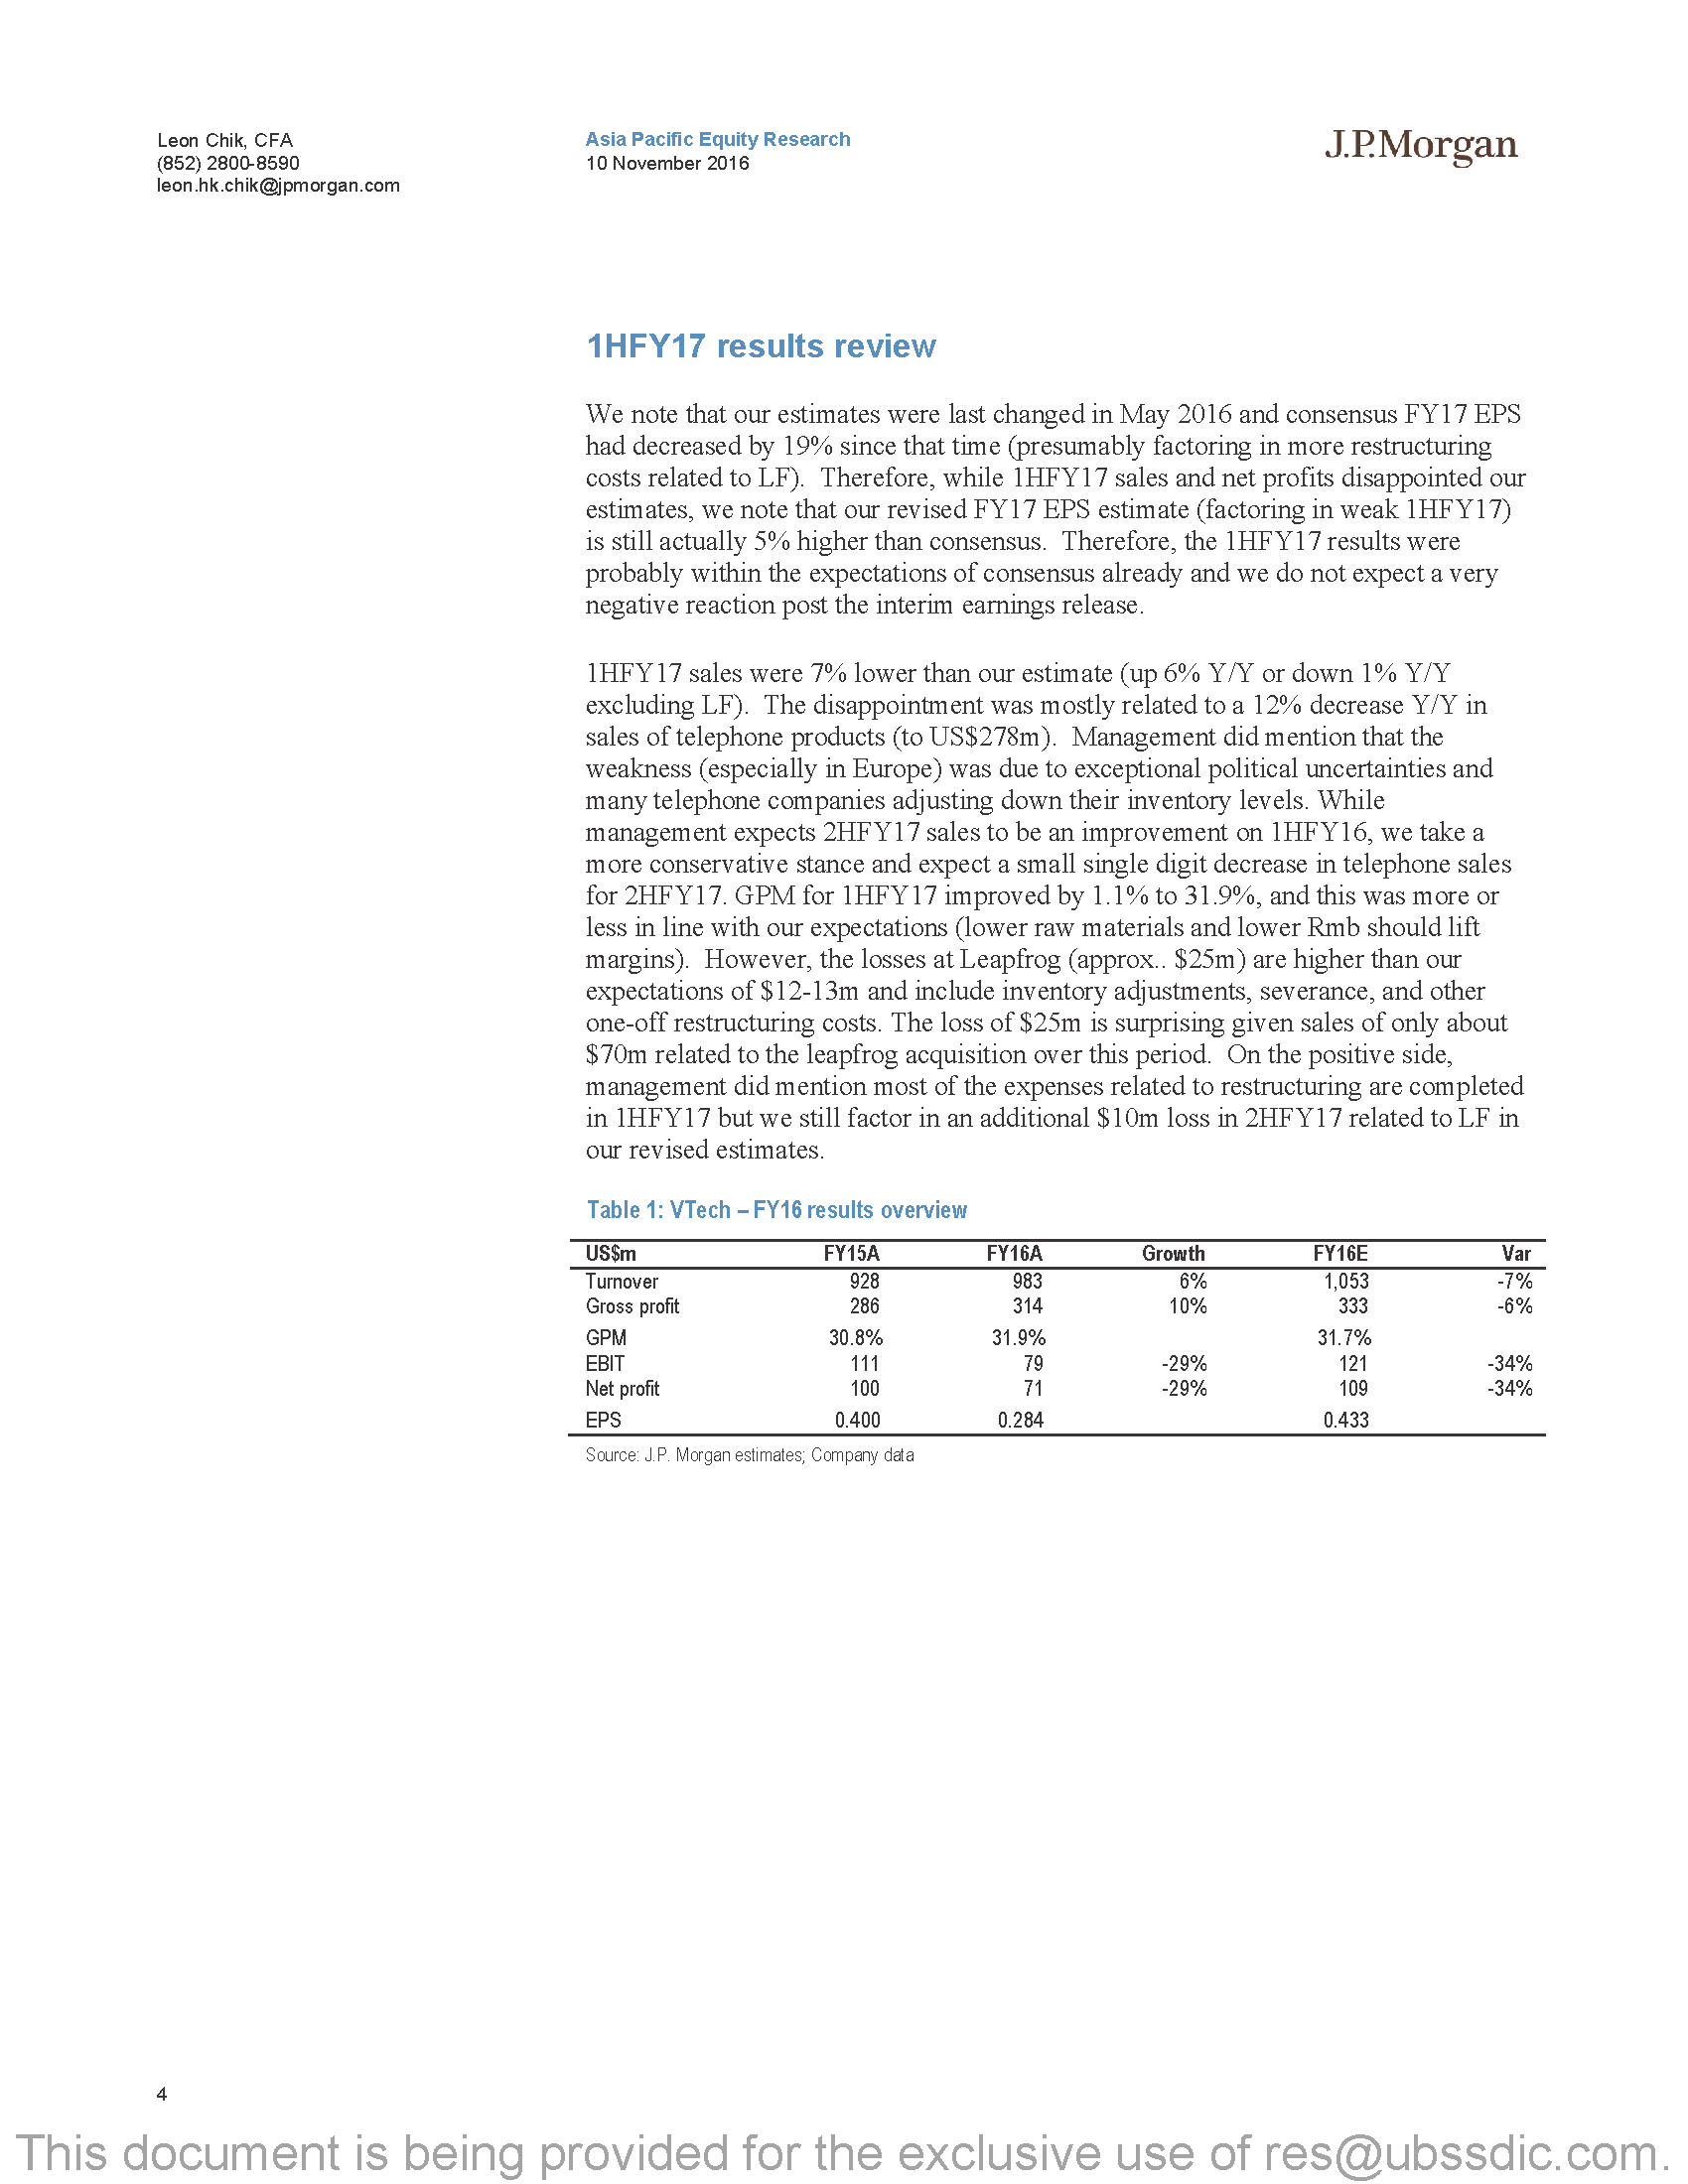 Leon Chik, CFA
(852) 2800-8590
leon.hk.chik@jpmorgan.com
Asia Pacific Equity Research
10 November 2016
J.P.Morgan
1HFY17 results review
We note that our estimates were last changed in May 2016 and consensus FY17 EPS
had decreased by 19% since that time (presumably factoring in more restructuring
costs related to LF).  Therefore, while 1HFY17 sales and net profits disappointed our
estimates, we note that our revised FY17 EPS estimate (factoring in weak 1HFY17)
is still actually 5% higher than consensus.  Therefore, the 1HFY17 results were
probably within the expectations of consensus already and we do not expect a very
negative reaction post the interim earnings release.
1HFY17 sales were 7% lower than our estimate (up 6% Y/Y or down 1% Y/Y
excluding LF).  The disappointment was mostly related to a 12% decrease Y/Y in
sales of telephone products (to US$278m).  Management did mention that the
weakness (especially in Europe) was due to exceptional political uncertainties and
many telephone companies adjusting down their inventory levels. While
management expects 2HFY17 sales to be an improvement on 1HFY16, we take a
more conservative stance and expect a small single digit decrease in telephone sales
for 2HFY17. GPM for 1HFY17 improved by 1.1% to 31.9%, and this was more or
less in line with our expectations (lower raw materials and lower Rmb should lift
margins).  However, the losses at Leapfrog (approx.. $25m) are higher than our
expectations of $12-13m and include inventory adjustments, severance, and other
one-off restructuring costs. The loss of $25m is surprising given sales of only about
$70m related to the leapfrog acquisition over this period.  On the positive side,
management did mention most of the expenses related to restructuring are completed
in 1HFY17 but we still factor in an additional $10m loss in 2HFY17 related to LF in
our revised estimates.
Table 1: VTech – FY16 results overview
US$m FY15A FY16A Growth FY16E Var
Turnover 928 983 6% 1,053 -7%
Gross profit 286 314 10% 333 -6%
GPM 30.8% 31.9% 31.7%
EBIT 111 79 -29% 121 -34%
Net profit 100 71 -29% 109 -34%
EPS 0.400 0.284 0.433
Source: J.P. Morgan estimates; Company data
4
This document is being provided for the exclusive use of res@ubssdic.com.